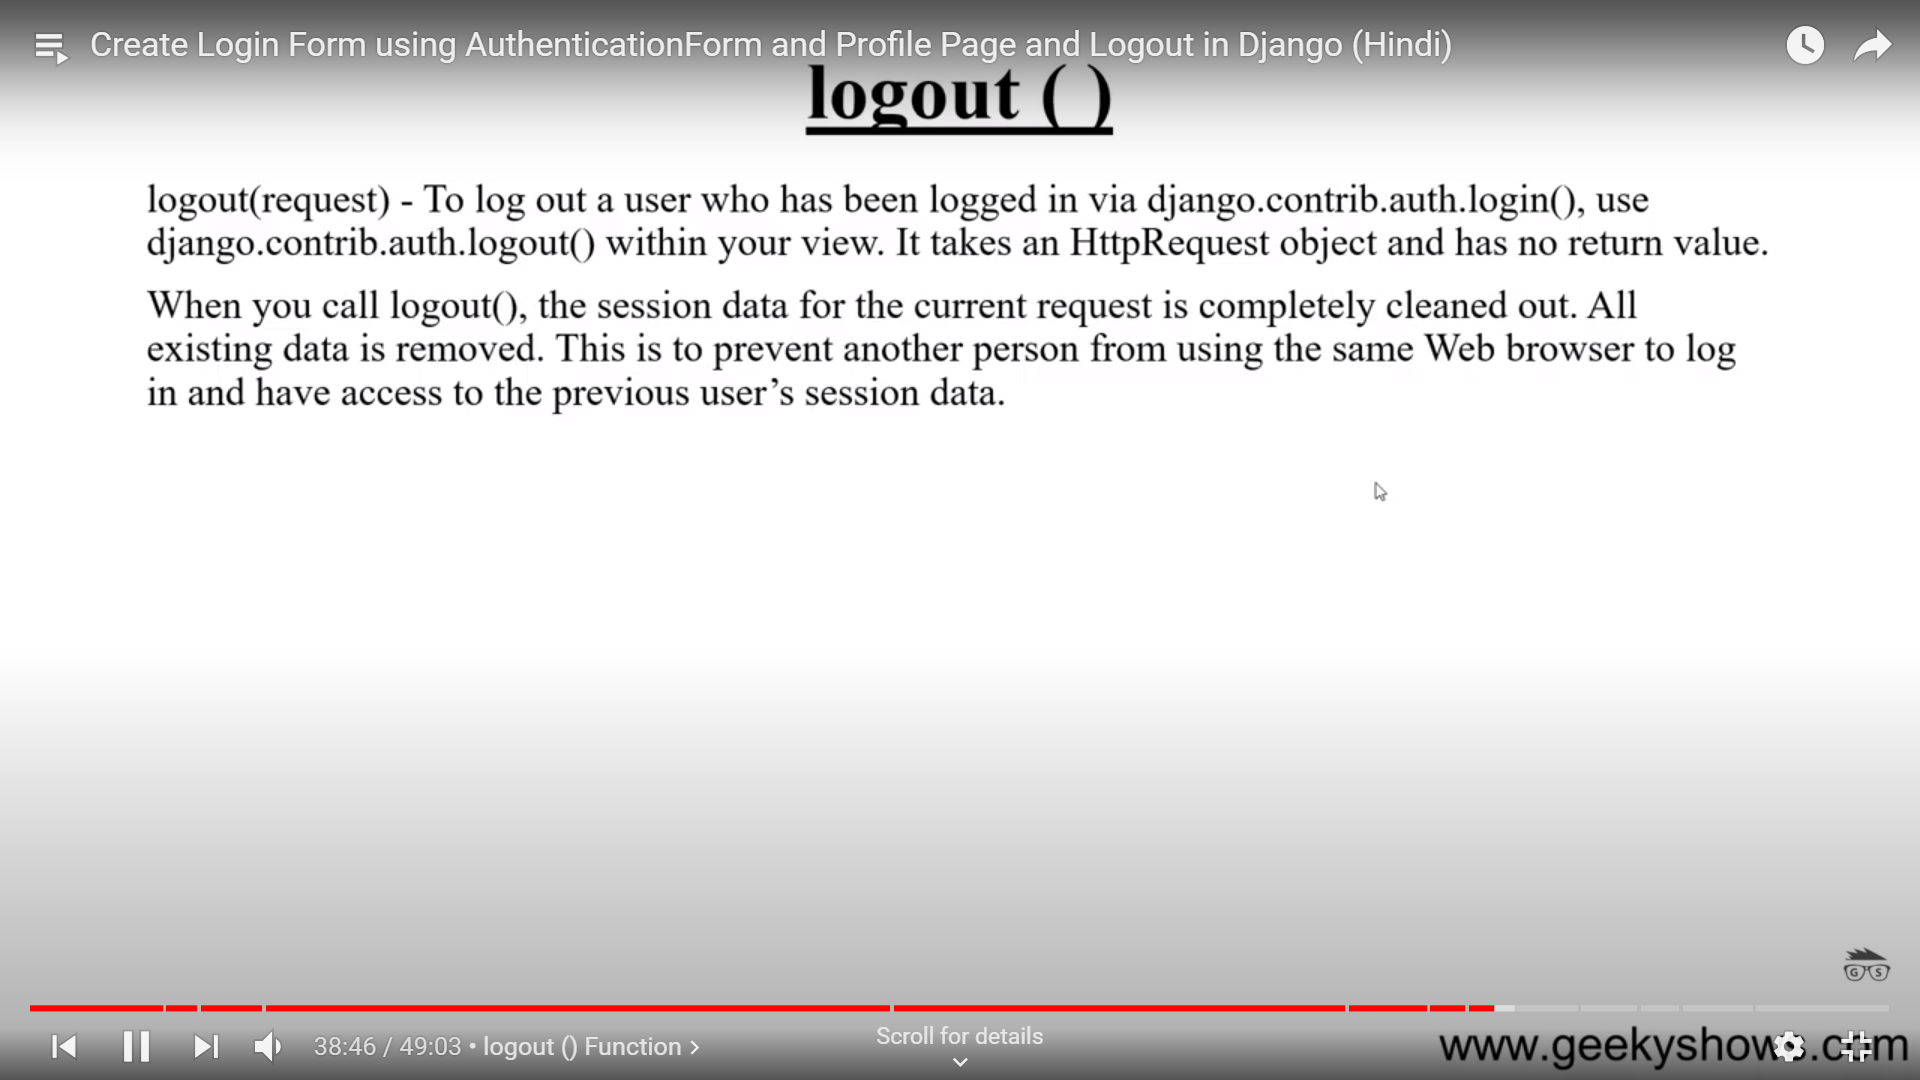 Create Login Form using AuthenticationForm and Profile Page and Logout in Django (Hindi)
logout ( )
logout(request) - To log out a user who has been logged in via django.contrib.auth.login(), use
django.contrib.auth.logout() within your view. It takes an HttpRequest object and has no return value.
When you call logout(), the session data for the current request is completely cleaned out. All
existing data is removed. This is to prevent another person from using the same Web browser to log
in and have access to the previous user’s session data.
G S
38:46 / 49:03 • logout () Function
Scroll for details
www.geekyshows.com